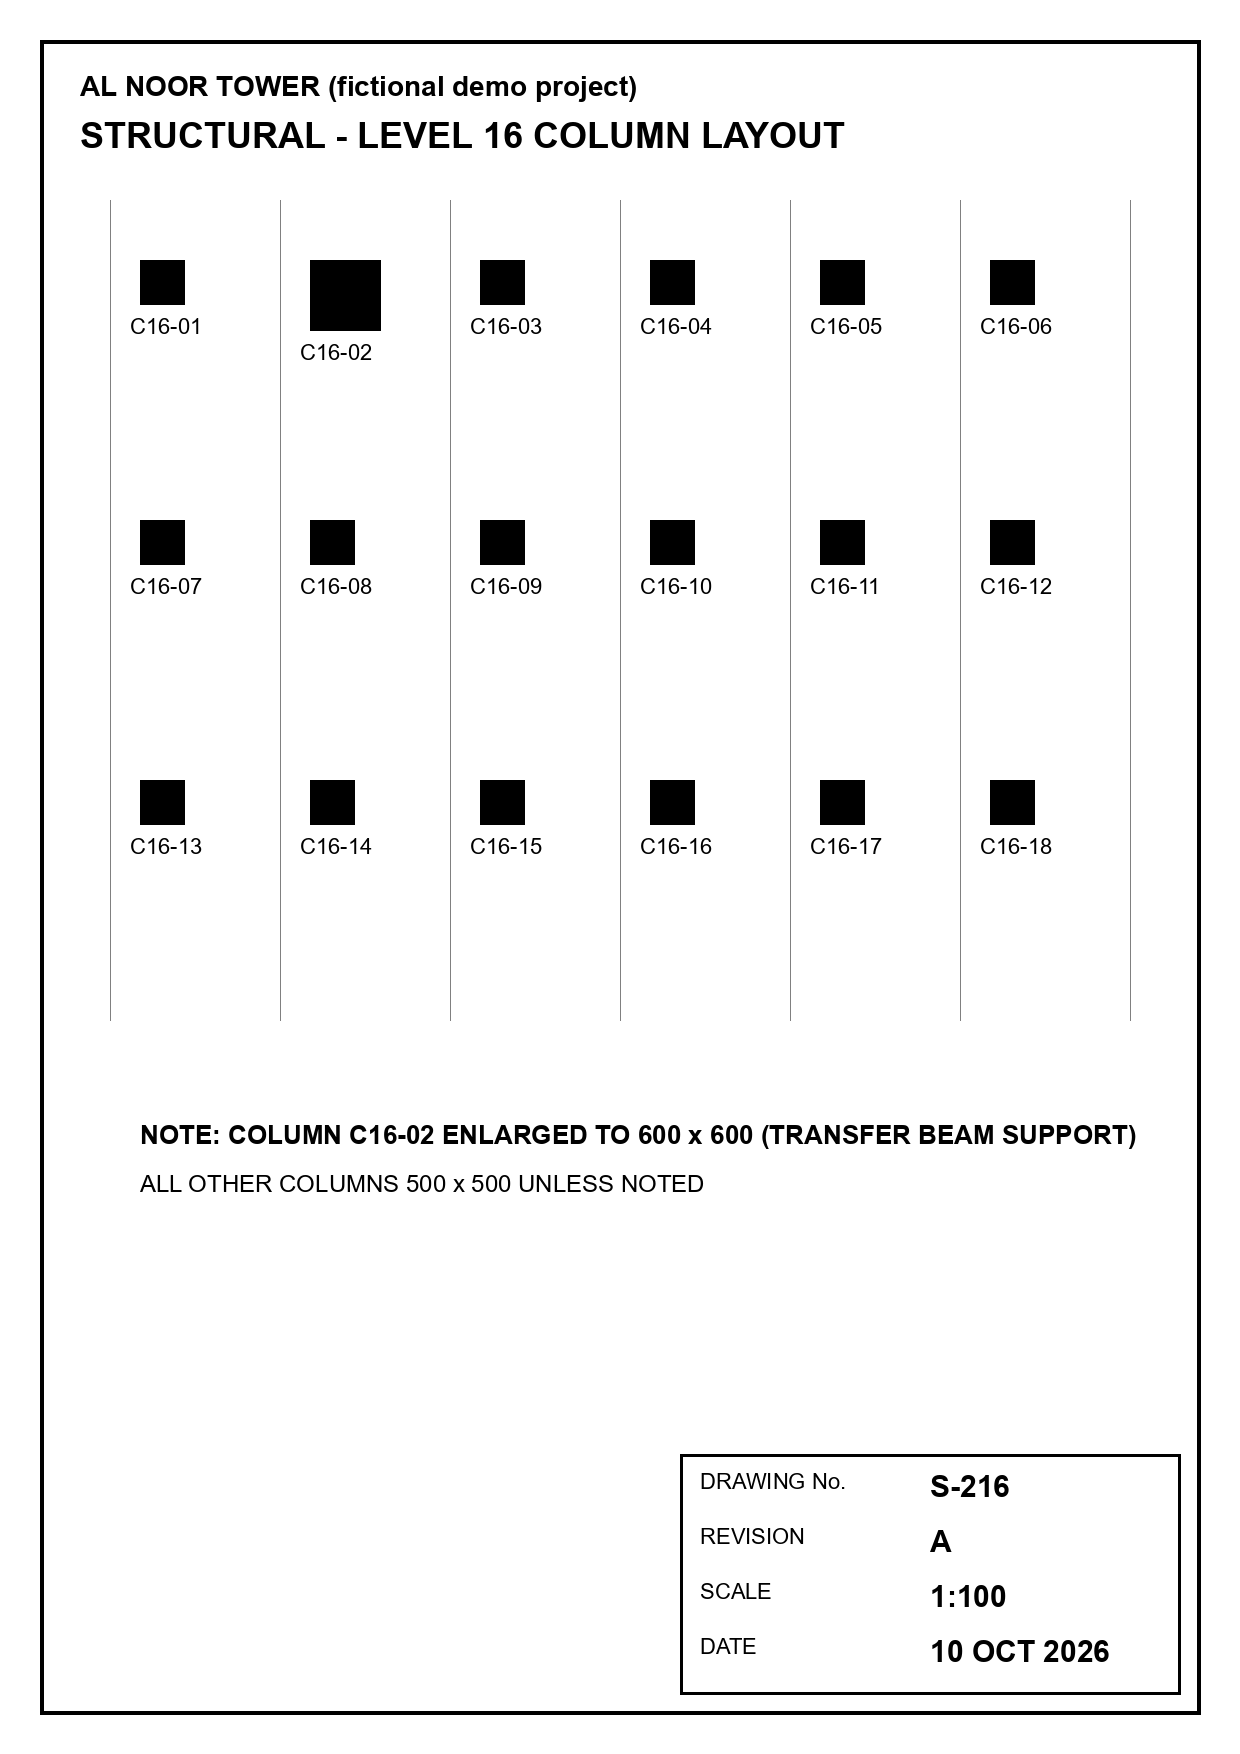 AL NOOR TOWER (fictional demo project)
STRUCTURAL - LEVEL 16 COLUMN LAYOUT
C16-01
C16-02
C16-03
C16-04
C16-05
C16-06
C16-07
C16-08
C16-09
C16-10
C16-11
C16-12
C16-13
C16-14
C16-15
C16-16
C16-17
C16-18
NOTE: COLUMN C16-02 ENLARGED TO 600 x 600 (TRANSFER BEAM SUPPORT)
ALL OTHER COLUMNS 500 x 500 UNLESS NOTED
DRAWING No. S-216
REVISION A
SCALE 1:100
DATE 10 OCT 2026